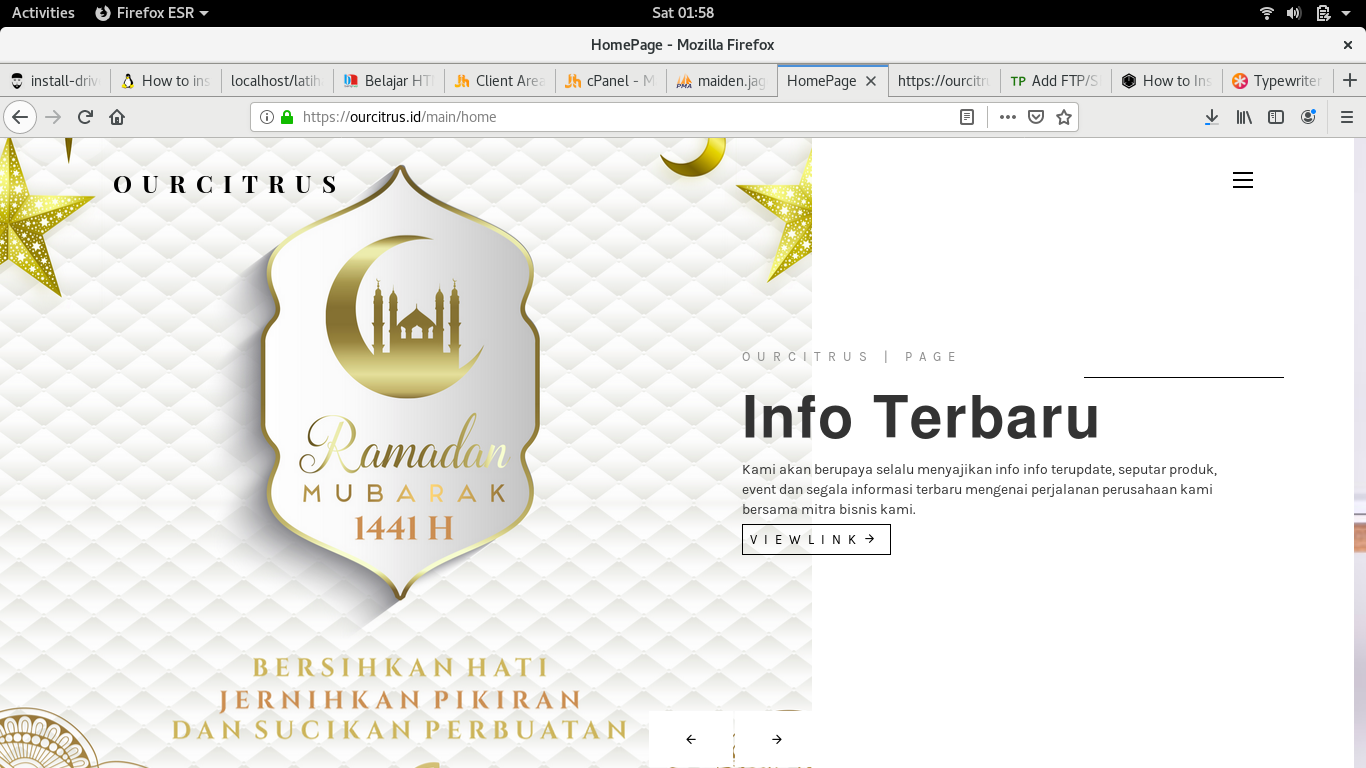 Activities Firefox ESR Sat 01:58
HomePage - Mozilla Firefox
install-driv How to ins localhost/latih Belajar HT Client Area cPanel - M maiden.jag HomePage https://ourcitru TP Add FTP/S How to Ins Typewriter
https://ourcitrus.id/main/home
OURCITRUS
Ramadan
MUBARAK
1441 H
BERSIHKAN HATI
JERNIHKAN PIKIRAN
DAN SUCIKAN PERBUATAN
OURCITRUS | PAGE
Info Terbaru
Kami akan berupaya selalu menyajikan info info terupdate, seputar produk,
event dan segala informasi terbaru mengenai perjalanan perusahaan kami
bersama mitra bisnis kami.
VIEWLINK